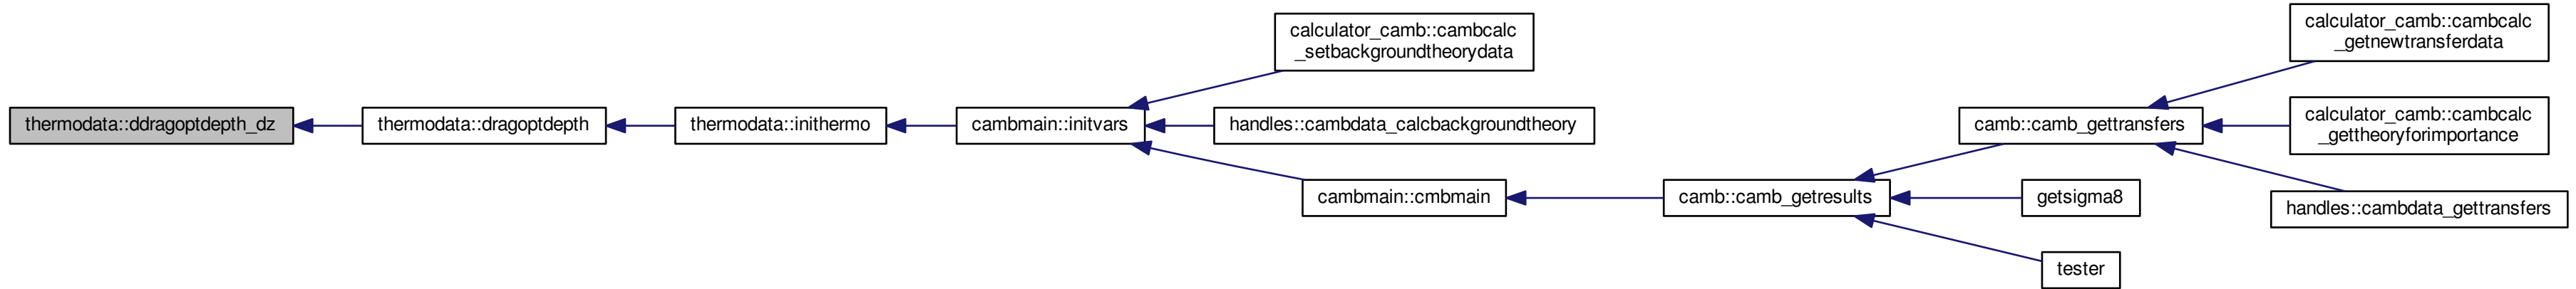 thermodata::ddragoptdepth_dz
thermodata::dragoptdepth
thermodata::inithermo
cambmain::initvars
calculator_camb::cambcalc
_setbackgroundtheorydata
handles::cambdata_calcbackgroundtheory
cambmain::cmbmain
camb::camb_getresults
camb::camb_gettransfers
getsigma8
tester
calculator_camb::cambcalc
_getnewtransferdata
calculator_camb::cambcalc
_gettheoryforimportance
handles::cambdata_gettransfers